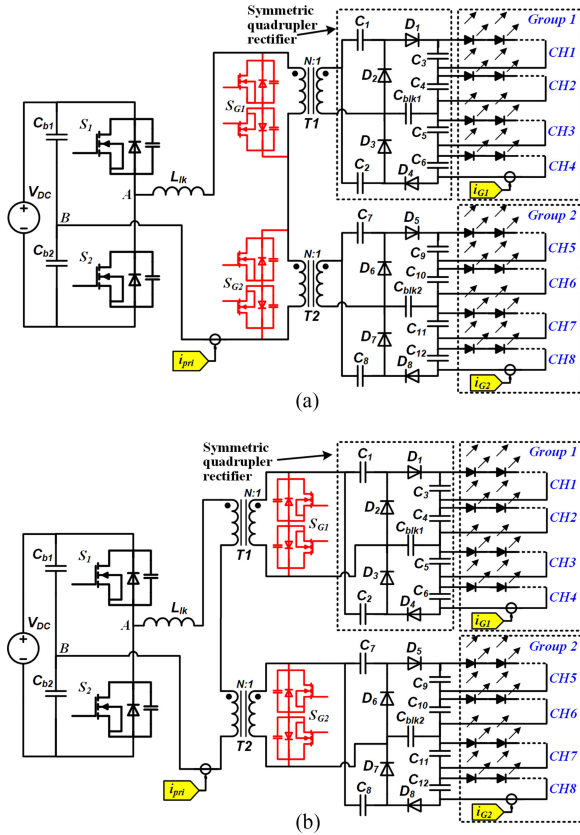 Symmetric
quadrupler
rectifier
C1
D1
Group 1
C3
CH1
N:1
D2
C4
CH2
SG1
Cblk1
S1
Cb1
T1
D3
C5
CH3
Llk
A
C2
D4
C6
CH4
VDC
iG1
B
C7
D5
Group 2
S2
N:1
C9
CH5
Cb2
D6
C10
CH6
SG2
Cblk2
T2
D7
C11
CH7
C8
D8
C12
CH8
ipri
iG2
(a)
Symmetric
quadrupler
rectifier
C1
D1
Group 1
N:1
C3
CH1
D2
C4
CH2
SG1
Cblk1
S1
Cb1
T1
D3
C5
CH3
A
Llk
C6
CH4
C2
D4
VDC
iG1
B
C7
D5
Group 2
S2
N:1
C9
CH5
Cb2
D6
C10
CH6
SG2
Cblk2
T2
D7
C11
CH7
C12
ipri
C8
D8
CH8
iG2
(b)